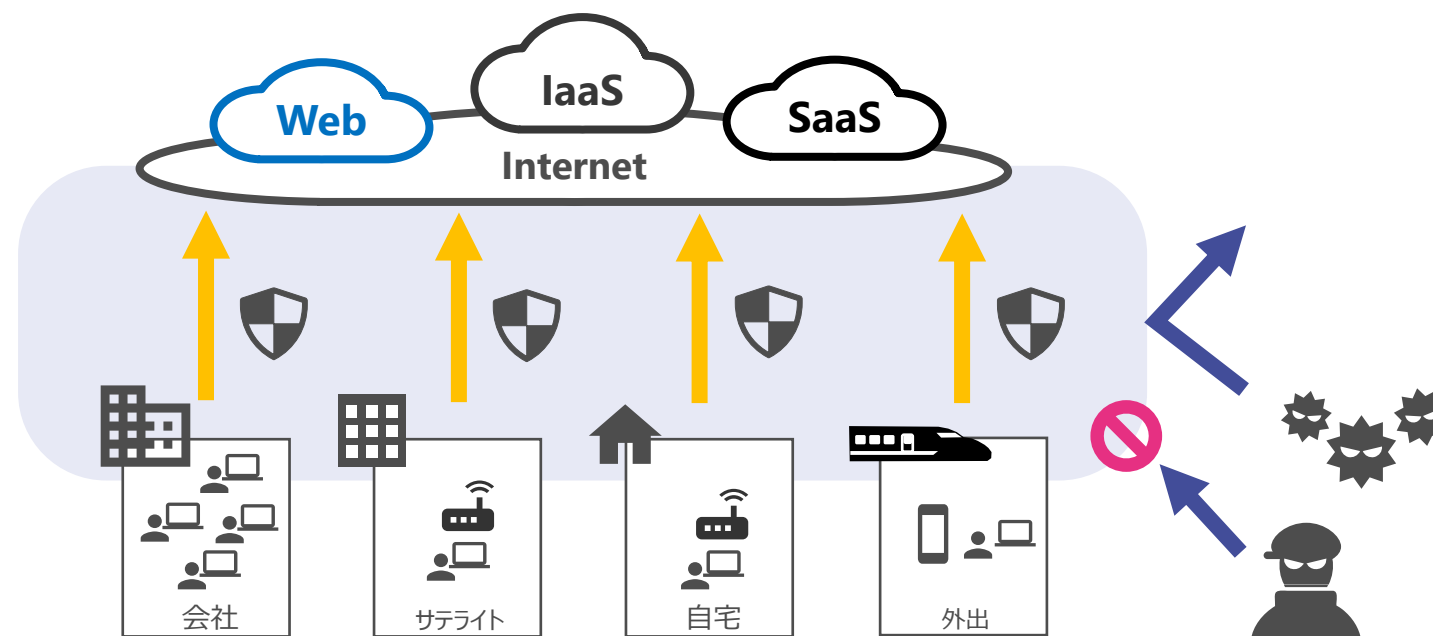 IaaS
Web
SaaS
Internet
会社
サテライト
自宅
外出